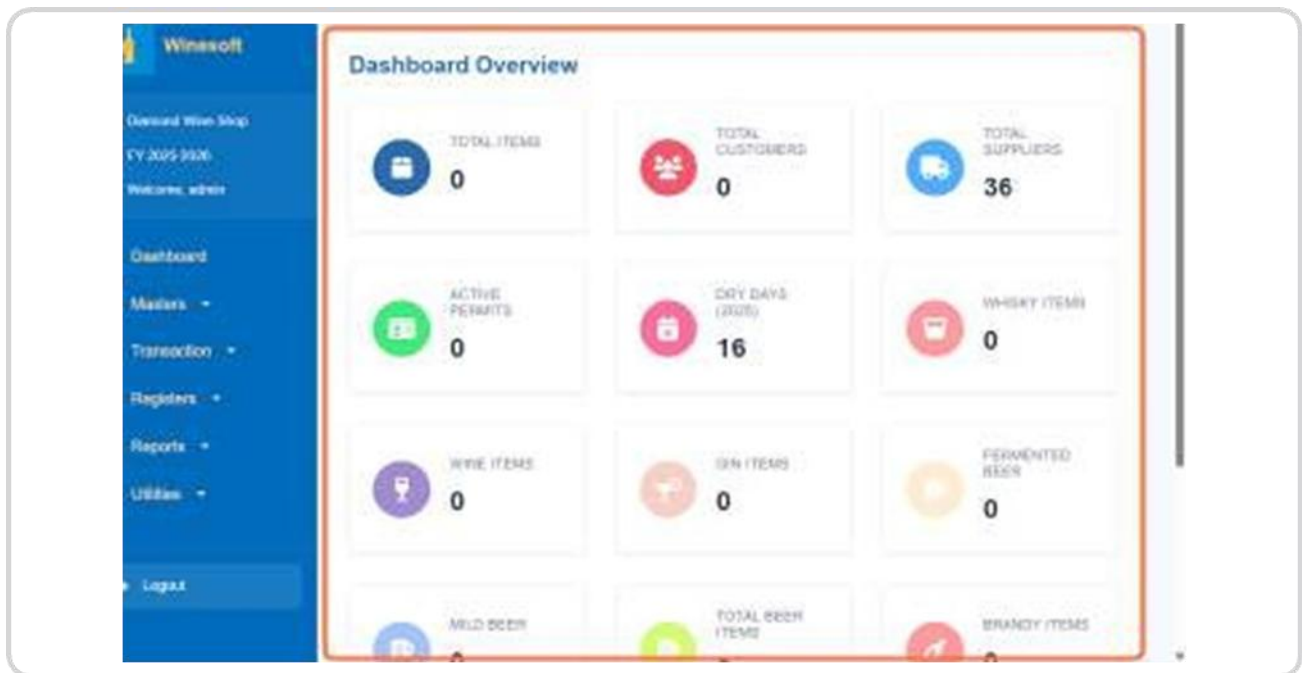 Winesoft
Diamond Wine Shop
FY 2025-2026
Welcome, admin
Dashboard
Masters
Transaction
Registers
Reports
Utilities
Logout
Dashboard Overview
TOTAL ITEMS
0
TOTAL
CUSTOMERS
0
TOTAL
SUPPLIERS
36
ACTIVE
PERMITS
0
DRY DAYS
(2025)
16
WHISKY ITEMS
0
WINE ITEMS
0
GIN ITEMS
0
FERMENTED
BEER
0
MILD BEER
TOTAL BEER
ITEMS
BRANDY ITEMS